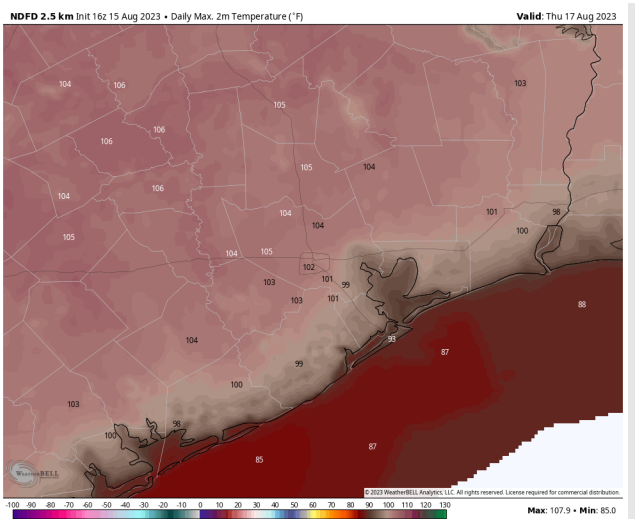 NDFD 2.5 km Init 16z 15 Aug 2023 • Daily Max. 2m Temperature (°F) Valid: Thu 17 Aug 2023
104 106 105 103
106 106
105 104
104 106
104 101 98
105 104 100
104 105
102
103 101 99
103 101
88
104 93 87
99
100
103
98
100
87
85
WEATHERBELL
© 2023 WeatherBELL Analytics, LLC. All rights reserved. License required for commercial distribution.
-100 -90 -80 -70 -60 -50 -40 -30 -20 -10 0 10 20 30 40 50 60 70 80 90 100 110 120 130
Max: 107.9 • Min: 85.0